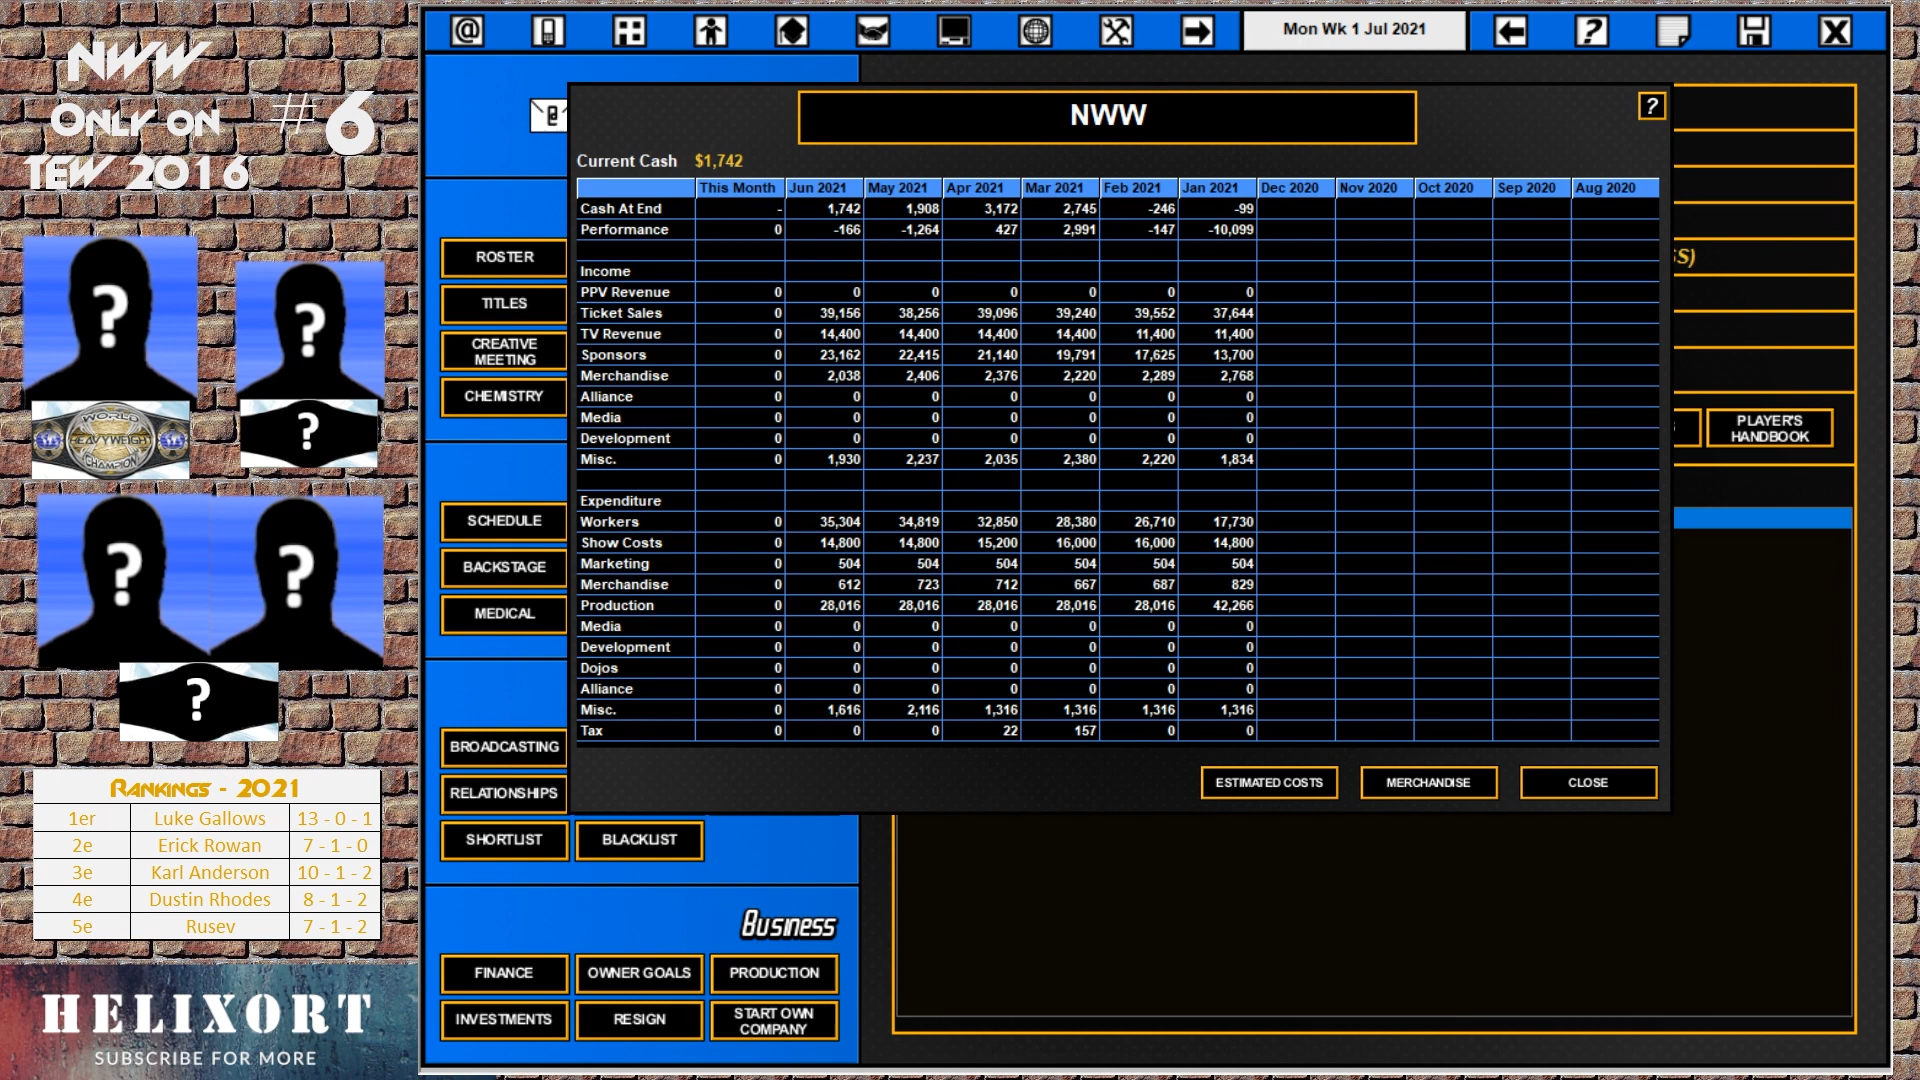 NWW
Only on
TEW 2016
#6
?
?
?
?
?
?
WORLD
HEAVYWEIGHT
CHAMPION
Rankings - 2021
1er Luke Gallows 13 - 0 - 1
2e Erick Rowan 7 - 1 - 0
3e Karl Anderson 10 - 1 - 2
4e Dustin Rhodes 8 - 1 - 2
5e Rusev 7 - 1 - 2
HELIXORT
SUBSCRIBE FOR MORE
@
Mon Wk 1 Jul 2021
?
X
ROSTER
TITLES
CREATIVE
MEETING
CHEMISTRY
SCHEDULE
BACKSTAGE
MEDICAL
BROADCASTING
RELATIONSHIPS
SHORTLIST BLACKLIST
Business
FINANCE OWNER GOALS PRODUCTION
INVESTMENTS RESIGN START OWN
COMPANY
NWW
?
Current Cash $1,742
This Month Jun 2021 May 2021 Apr 2021 Mar 2021 Feb 2021 Jan 2021 Dec 2020 Nov 2020 Oct 2020 Sep 2020 Aug 2020
Cash At End - 1,742 1,908 3,172 2,745 -246 -99
Performance 0 -166 -1,264 427 2,991 -147 -10,099
Income
PPV Revenue 0 0 0 0 0 0 0
Ticket Sales 0 39,156 38,256 39,096 39,240 39,552 37,644
TV Revenue 0 14,400 14,400 14,400 14,400 11,400 11,400
Sponsors 0 23,162 22,415 21,140 19,791 17,625 13,700
Merchandise 0 2,038 2,406 2,376 2,220 2,289 2,768
Alliance 0 0 0 0 0 0 0
Media 0 0 0 0 0 0 0
Development 0 0 0 0 0 0 0
Misc. 0 1,930 2,237 2,035 2,380 2,220 1,834
Expenditure
Workers 0 35,304 34,819 32,850 28,380 26,710 17,730
Show Costs 0 14,800 14,800 15,200 16,000 16,000 14,800
Marketing 0 504 504 504 504 504 504
Merchandise 0 612 723 712 667 687 829
Production 0 28,016 28,016 28,016 28,016 28,016 42,266
Media 0 0 0 0 0 0 0
Development 0 0 0 0 0 0 0
Dojos 0 0 0 0 0 0 0
Alliance 0 0 0 0 0 0 0
Misc. 0 1,616 2,116 1,316 1,316 1,316 1,316
Tax 0 0 0 22 157 0 0
ESTIMATED COSTS MERCHANDISE CLOSE
S)
PLAYER'S
HANDBOOK